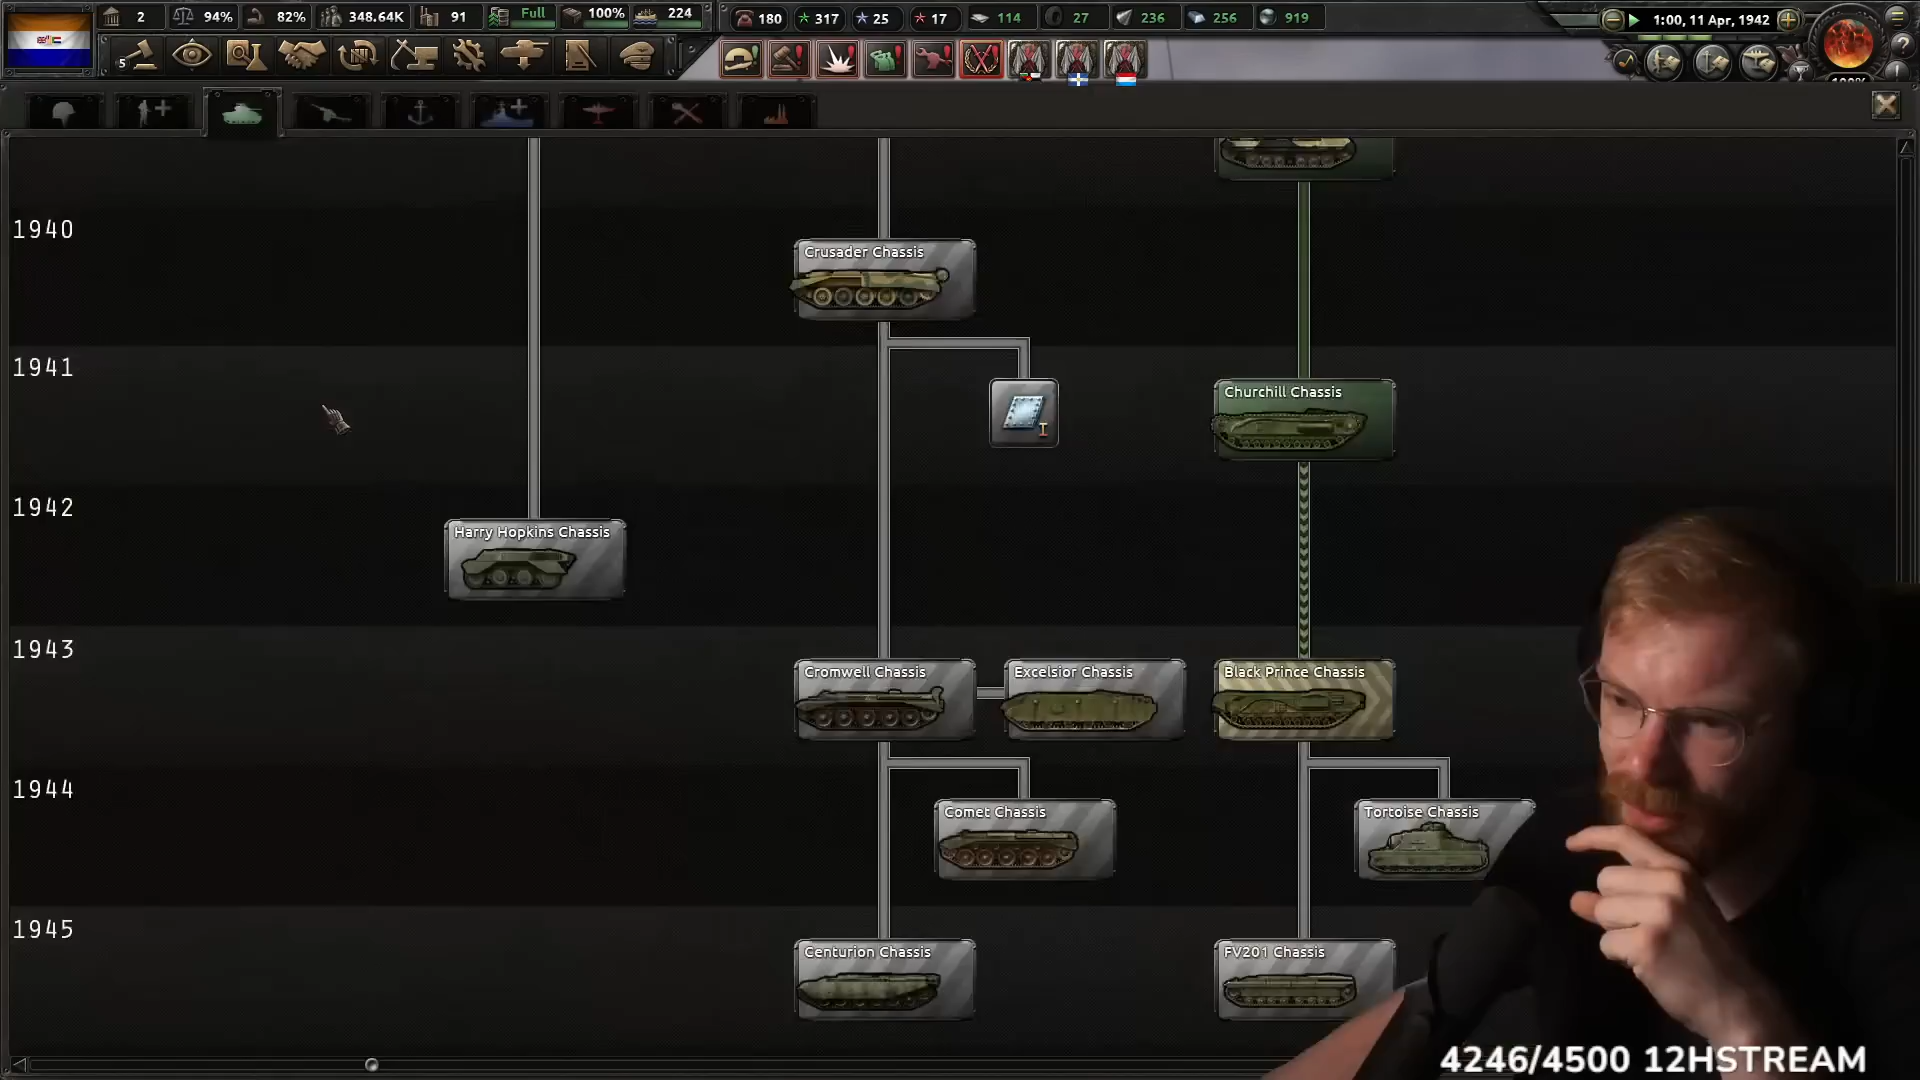 2 94% 82% 348.64K 91 Full 100% 224 180 317 25 17 114 27 236 256 919 1:00, 11 Apr, 1942
5
1940
Crusader Chassis
1941
I
Churchill Chassis
1942
Harry Hopkins Chassis
1943
Cromwell Chassis Excelsior Chassis Black Prince Chassis
1944
Comet Chassis Tortoise Chassis
1945
Centurion Chassis FV201 Chassis
4246/4500 12HSTREAM